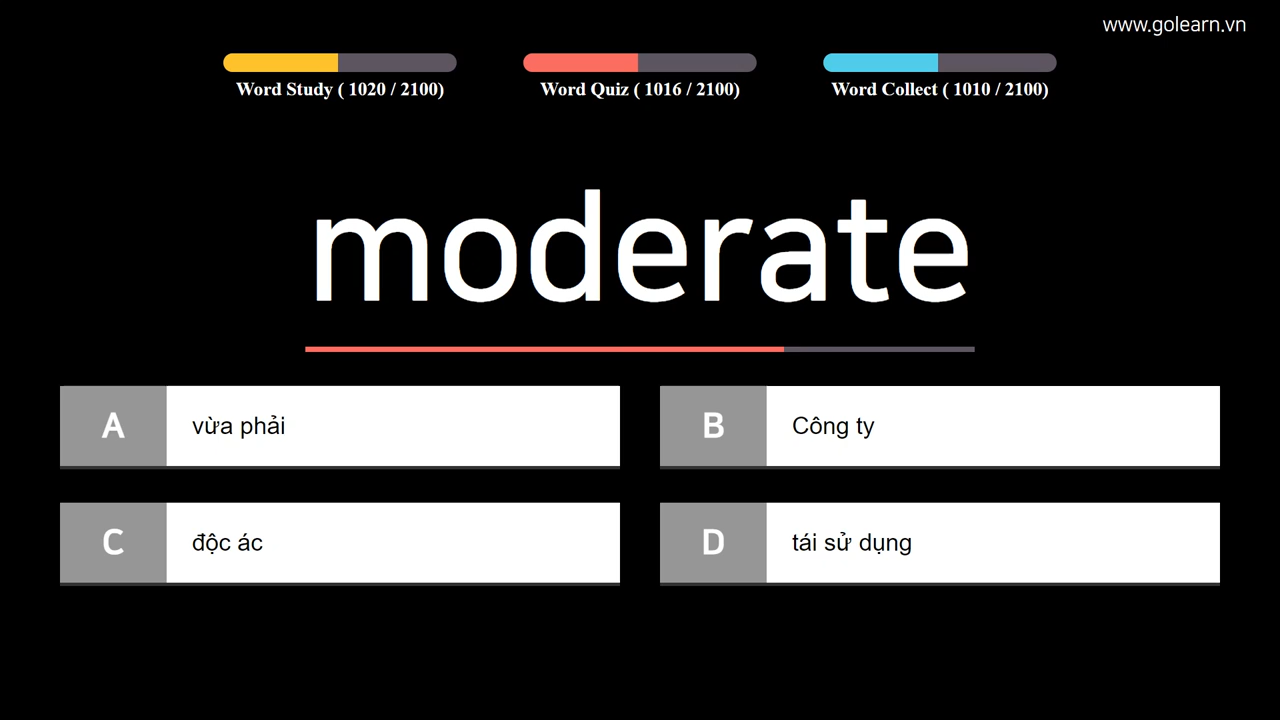 www.golearn.vn
Word Study ( 1020 / 2100)
Word Quiz ( 1016 / 2100)
Word Collect ( 1010 / 2100)
moderate
A vừa phải
B Công ty
C độc ác
D tái sử dụng